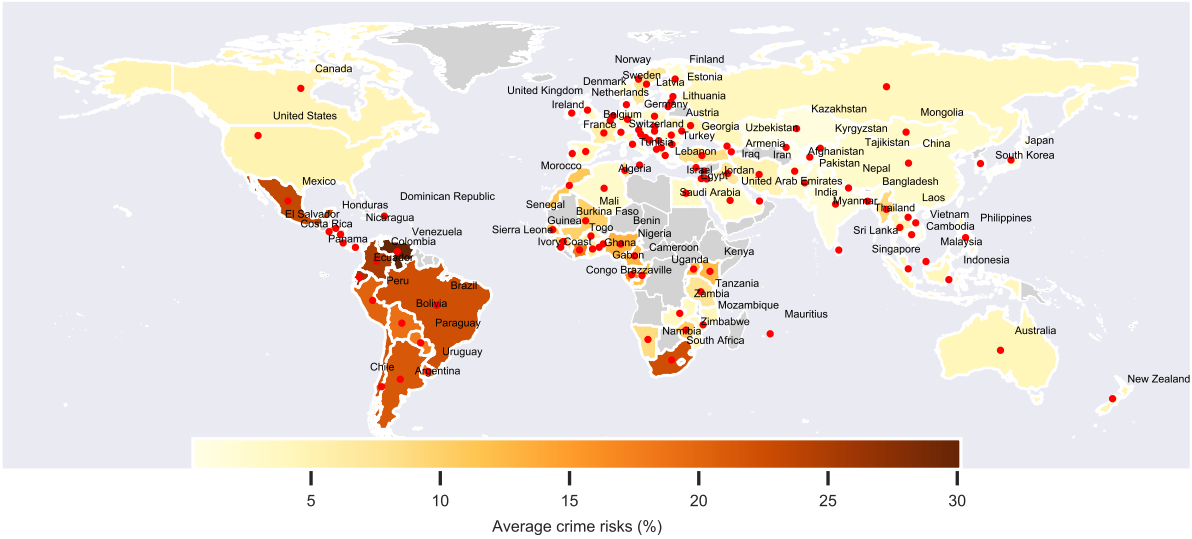 Canada
United States
Mexico
Dominican Republic
Honduras
El Salvador
Nicaragua
Costa Rica
Panama
Venezuela
Colombia
Ecuador
Peru
Brazil
Bolivia
Paraguay
Uruguay
Chile
Argentina
Norway
Finland
Sweden
Estonia
Denmark
Latvia
United Kingdom
Netherlands
Lithuania
Ireland
Germany
Belgium
Austria
France
Switzerland
Georgia
Turkey
Tunisia
Armenia
Lebanon
Iraq
Iran
Morocco
Algeria
Israel
Jordan
Egypt
United Arab Emirates
Saudi Arabia
Kazakhstan
Mongolia
Uzbekistan
Kyrgyzstan
Tajikistan
China
Japan
South Korea
Afghanistan
Pakistan
Nepal
India
Bangladesh
Myanmar
Laos
Thailand
Vietnam
Philippines
Sri Lanka
Cambodia
Malaysia
Singapore
Indonesia
Senegal
Mali
Burkina Faso
Guinea
Benin
Sierra Leone
Togo
Nigeria
Ivory Coast
Ghana
Cameroon
Gabon
Kenya
Uganda
Congo Brazzaville
Tanzania
Zambia
Mozambique
Mauritius
Zimbabwe
Namibia
South Africa
Australia
New Zealand
5 10 15 20 25 30
Average crime risks (%)